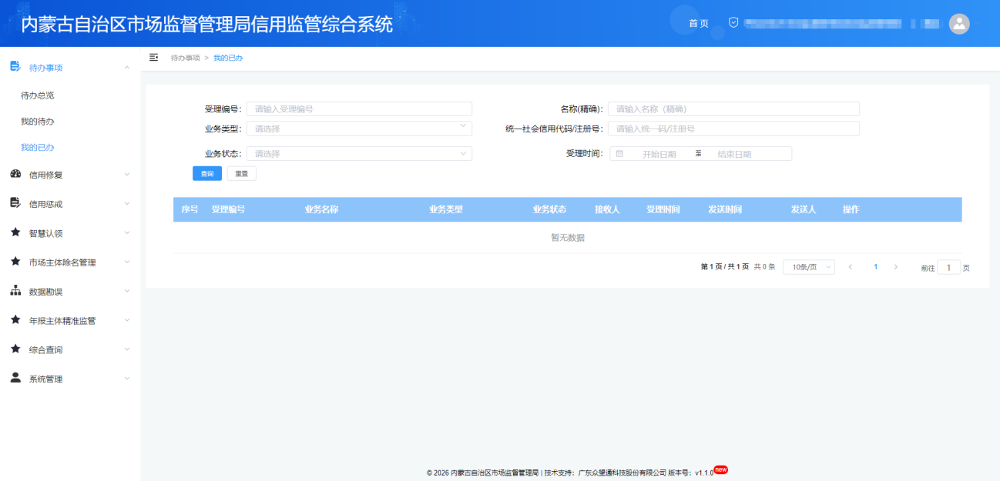 内蒙古自治区市场监督管理局信用监管综合系统
首页
待办事项 > 我的已办
待办事项
待办总览
我的待办
我的已办
信用修复
信用惩戒
智慧认领
市场主体除名管理
数据勘误
年报主体精准监管
综合查询
系统管理
受理编号: 请输入受理编号 名称(精确): 请输入名称（精确）
业务类型: 请选择 统一社会信用代码/注册号: 请输入统一码/注册号
业务状态: 请选择 受理时间: 开始日期 至 结束日期
查询 重置
序号 受理编号 业务名称 业务类型 业务状态 接收人 受理时间 发送时间 发送人 操作
暂无数据
第1页/共1页 共0条 10条/页 < 1 > 前往 1 页
© 2026 内蒙古自治区市场监督管理局 | 技术支持：广东众望通科技股份有限公司 版本号：v1.1.0 new